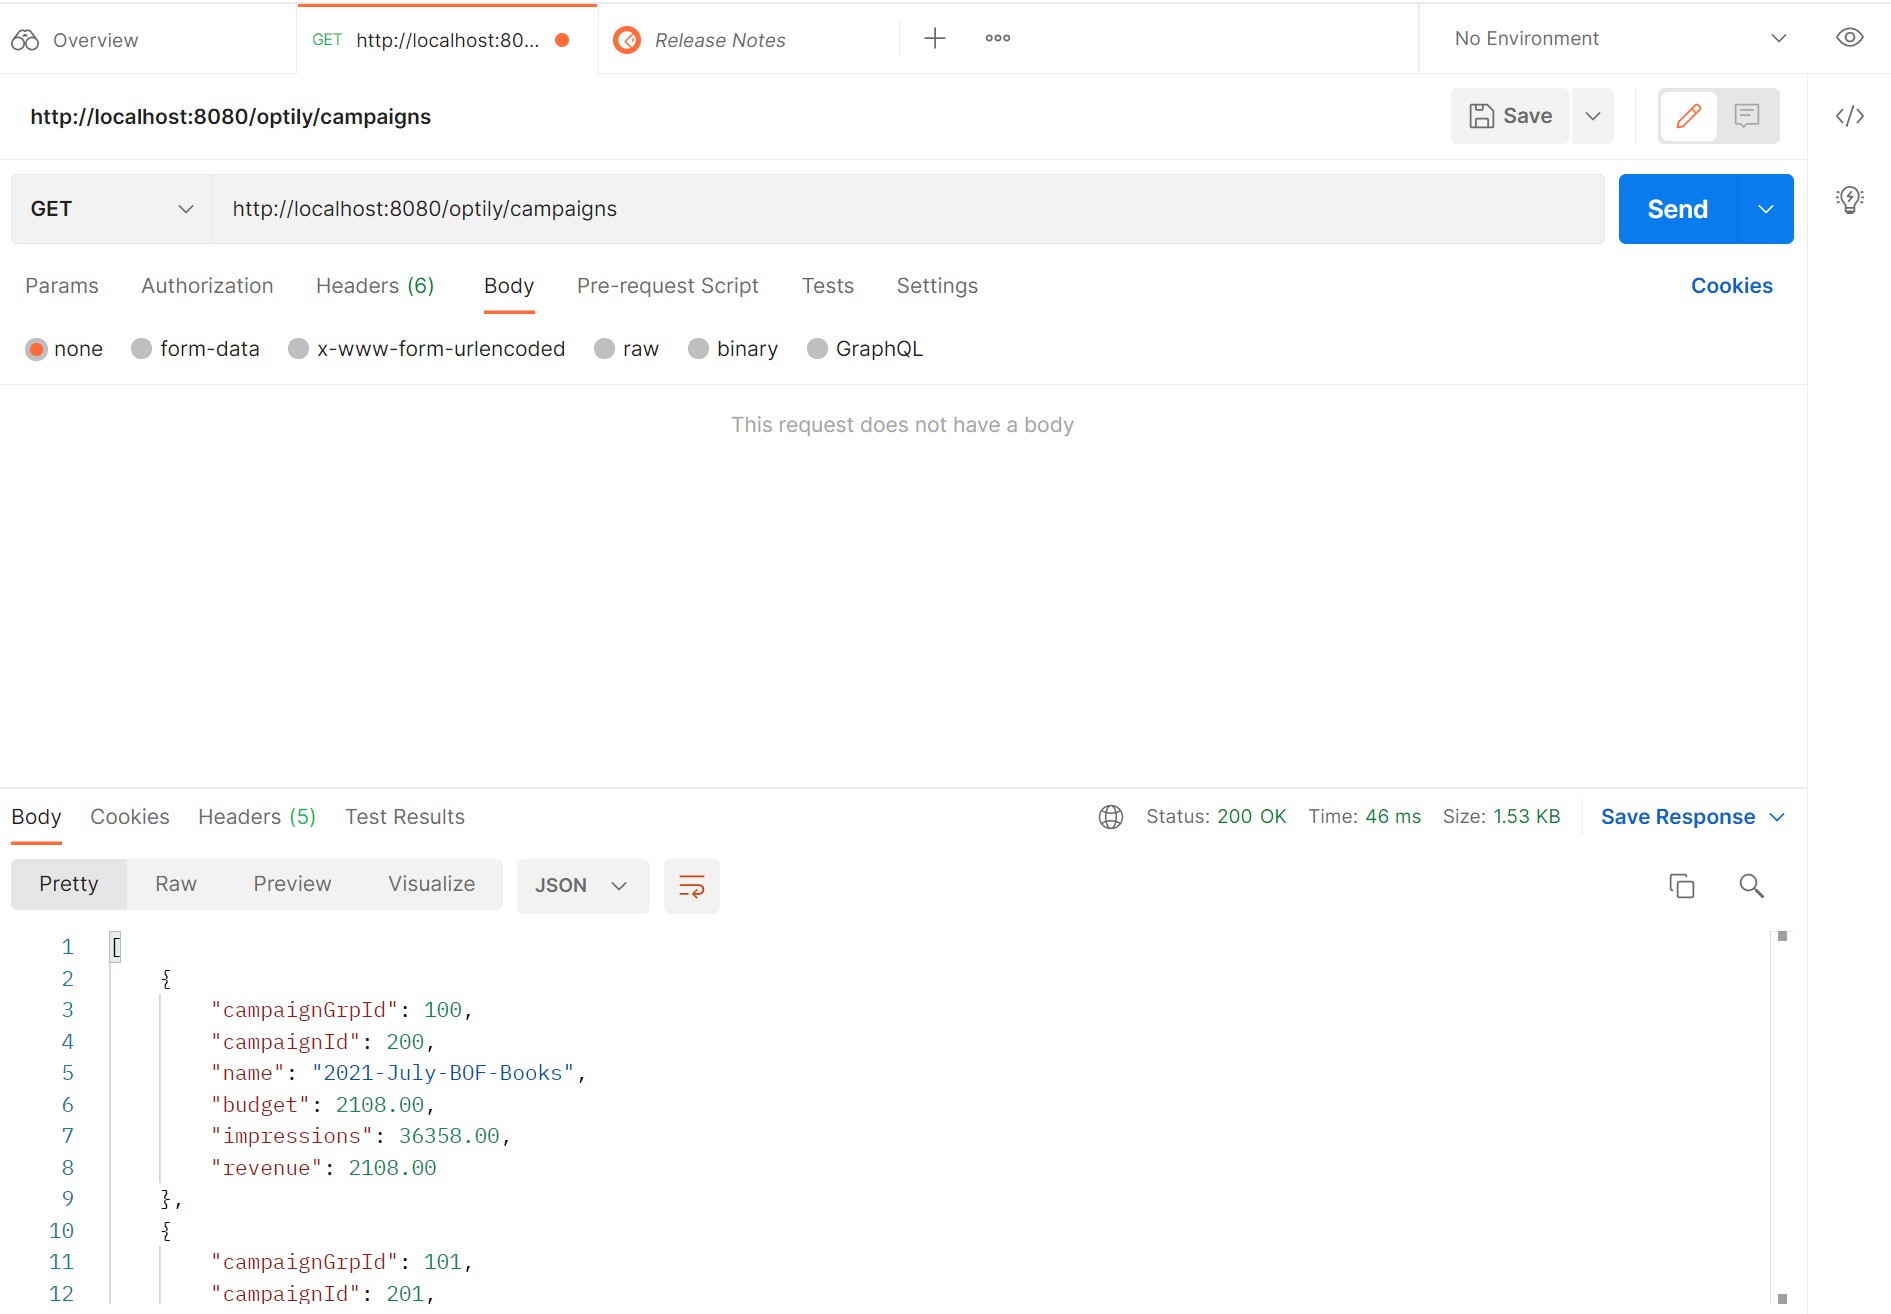 Overview
GET http://localhost:80...
Release Notes
No Environment
http://localhost:8080/optily/campaigns
Save
GET
http://localhost:8080/optily/campaigns
Send
Params Authorization Headers (6) Body Pre-request Script Tests Settings Cookies
none form-data x-www-form-urlencoded raw binary GraphQL
This request does not have a body
Body Cookies Headers (5) Test Results Status: 200 OK Time: 46 ms Size: 1.53 KB Save Response
Pretty Raw Preview Visualize JSON
1 [
2 {
3 "campaignGrpId": 100,
4 "campaignId": 200,
5 "name": "2021-July-BOF-Books",
6 "budget": 2108.00,
7 "impressions": 36358.00,
8 "revenue": 2108.00
9 },
10 {
11 "campaignGrpId": 101,
12 "campaignId": 201,